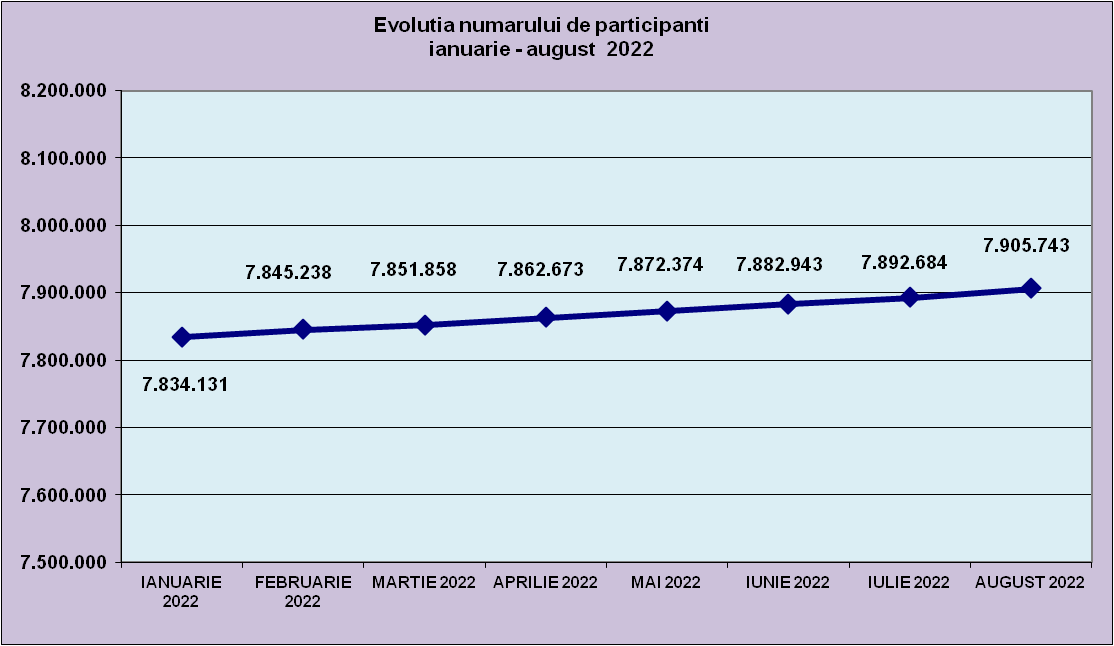 Evolutia numarului de participanti
ianuarie - august 2022
8.200.000
8.100.000
8.000.000
7.900.000
7.800.000
7.700.000
7.600.000
7.500.000
7.834.131
7.845.238
7.851.858
7.862.673
7.872.374
7.882.943
7.892.684
7.905.743
IANUARIE
2022
FEBRUARIE
2022
MARTIE 2022
APRILIE 2022
MAI 2022
IUNIE 2022
IULIE 2022
AUGUST 2022